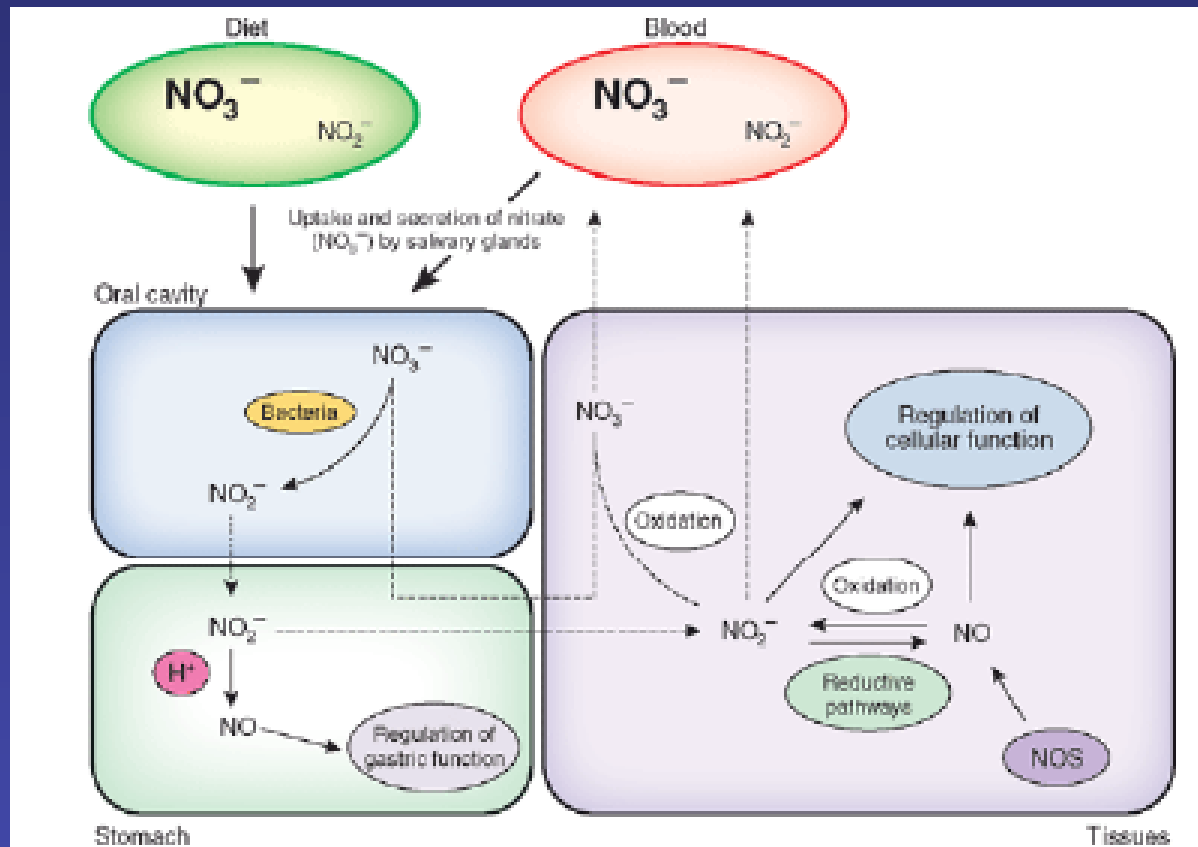 Diet
NO₃⁻
NO₂⁻
Blood
NO₃⁻
NO₂⁻
Uptake and secretion of nitrate
(NO₃⁻) by salivary glands
Oral cavity
NO₃⁻
Bacteria
NO₂⁻
NO₂⁻
H⁺
NO
Regulation of
gastric function
Stomach
NO₃⁻
Oxidation
Regulation of
cellular function
Oxidation
NO₂⁻
NO
Reductive
pathways
NOS
Tissues